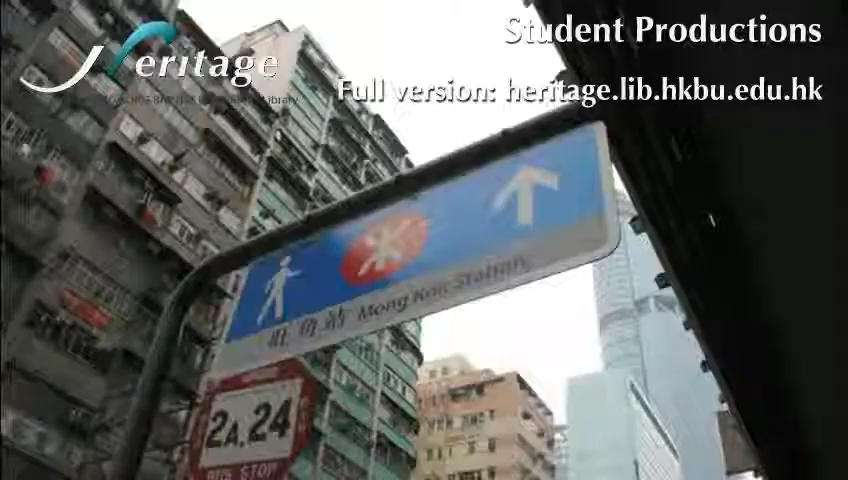 Heritage
Student Productions
Full version: heritage.lib.hkbu.edu.hk
旺角站 Mong Kok Station
2A.24
BUS STOP